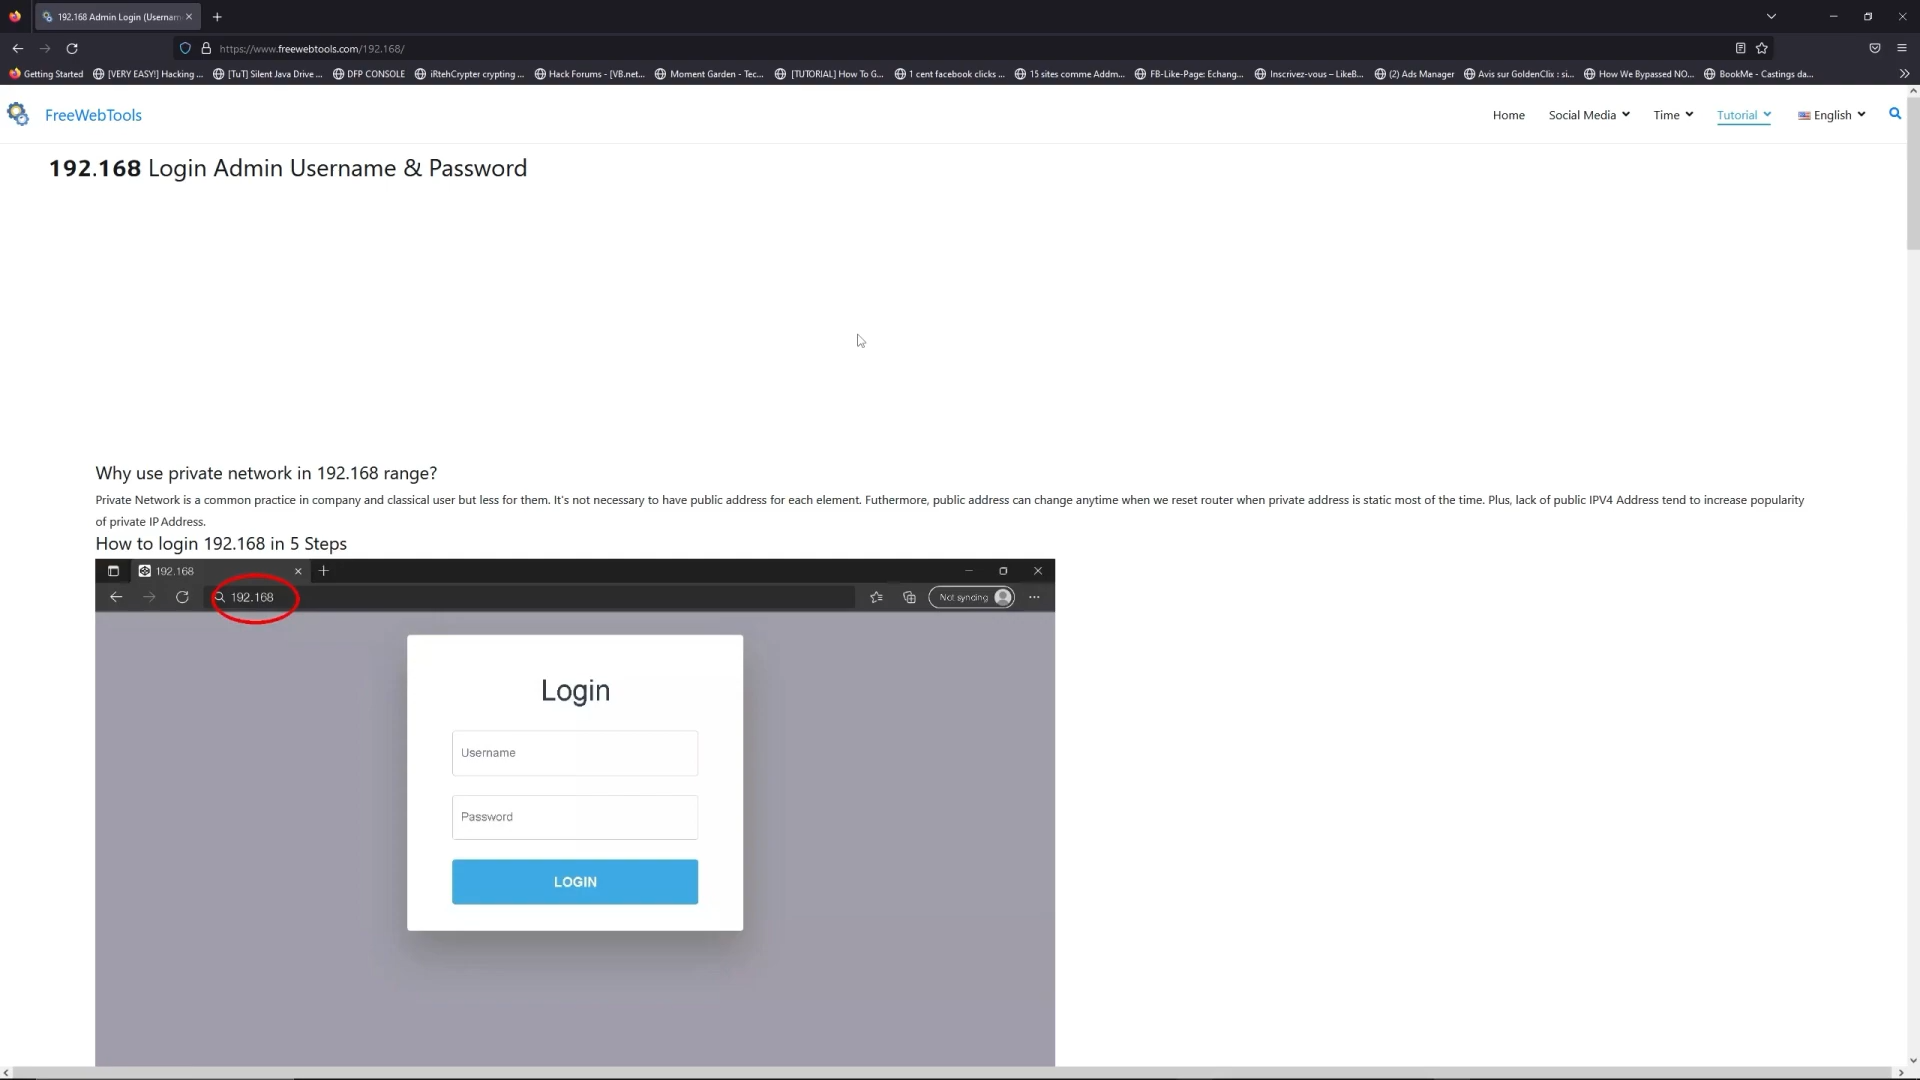 192.168 Admin Login (Usernam
https://www.freewebtools.com/192.168/
Getting Started
[VERY EASY!] Hacking ...
[TuT] Silent Java Drive ...
DFP CONSOLE
iRtehCrypter crypting ...
Hack Forums - [VB.net...
Moment Garden - Tec...
[TUTORIAL] How To G...
1 cent facebook clicks ...
15 sites comme Addm...
FB-Like-Page: Echang...
Inscrivez-vous – LikeB...
(2) Ads Manager
Avis sur GoldenClix : si...
How We Bypassed NO...
BookMe - Castings da...
FreeWebTools
Home
Social Media
Time
Tutorial
English
192.168 Login Admin Username & Password
Why use private network in 192.168 range?
Private Network is a common practice in company and classical user but less for them. It's not necessary to have public address for each element. Futhermore, public address can change anytime when we reset router when private address is static most of the time. Plus, lack of public IPV4 Address tend to increase popularity
of private IP Address.
How to login 192.168 in 5 Steps
192.168
192.168
Not syncing
Login
Username
Password
LOGIN